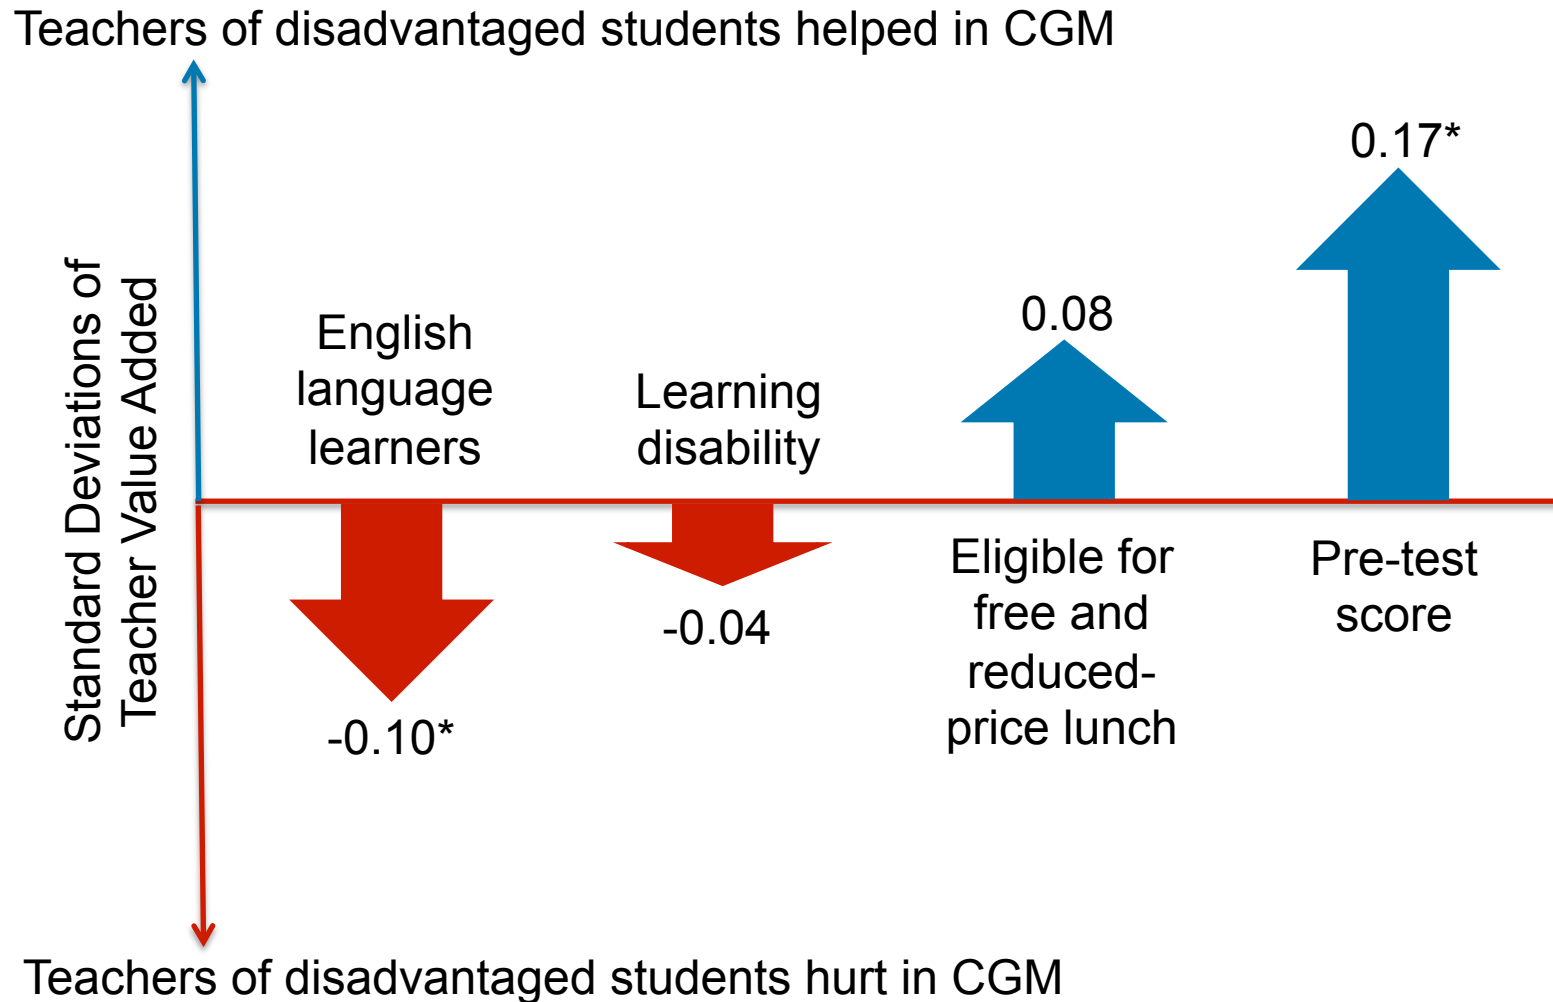 Teachers of disadvantaged students helped in CGM
Standard Deviations of
Teacher Value Added
English
language
learners
-0.10*
Learning
disability
-0.04
0.08
Eligible for
free and
reduced-
price lunch
0.17*
Pre-test
score
Teachers of disadvantaged students hurt in CGM